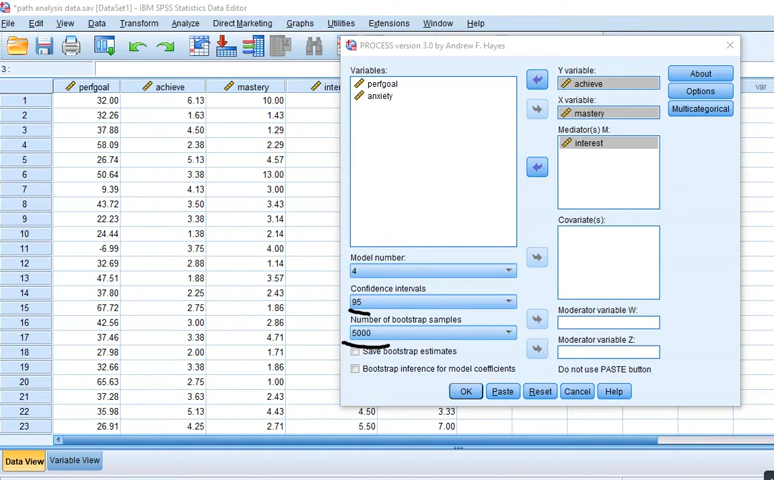 *path analysis data.sav [DataSet1] - IBM SPSS Statistics Data Editor
File Edit View Data Transform Analyze Direct Marketing Graphs Utilities Extensions Window Help
3 :
perfgoal achieve mastery inter var
1 32.00 6.13 10.00
2 32.26 1.63 1.43
3 37.88 4.50 1.29
4 58.09 2.38 2.29
5 26.74 5.13 4.57
6 50.64 3.38 13.00
7 9.39 4.13 3.00
8 43.72 3.50 3.43
9 22.23 3.38 3.14
10 24.44 1.38 2.14
11 -6.99 3.75 4.00
12 32.69 2.88 1.14
13 47.51 1.88 3.57
14 37.80 2.25 2.43
15 67.72 2.75 1.86
16 42.56 3.00 2.86
17 37.46 3.38 4.71
18 27.98 2.00 1.71
19 32.66 3.38 1.86
20 65.63 2.75 1.00
21 37.28 3.63 2.43
22 35.98 5.13 4.43 4.50 3.33
23 26.91 4.25 2.71 5.50 7.00
Data View Variable View
PROCESS version 3.0 by Andrew F. Hayes
Variables:
perfgoal
anxiety
Model number:
4
Confidence intervals
95
Number of bootstrap samples
5000
Save bootstrap estimates
Bootstrap inference for model coefficients
Y variable:
achieve
X variable:
mastery
Mediator(s) M:
interest
Covariate(s):
Moderator variable W:
Moderator variable Z:
Do not use PASTE button
About
Options
Multicategorical
OK Paste Reset Cancel Help